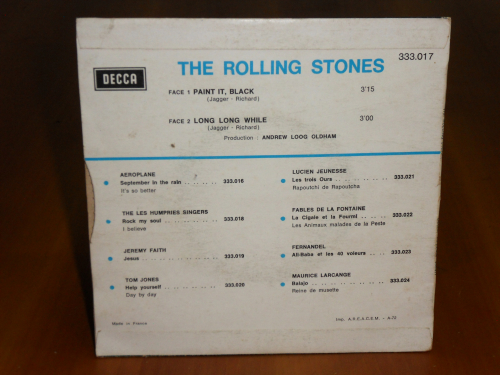 333.017
DECCA
THE ROLLING STONES
FACE 1 PAINT IT, BLACK 3'15
(Jagger - Richard)
FACE 2 LONG LONG WHILE 3'00
(Jagger - Richard)
Production : ANDREW LOOG OLDHAM
AEROPLANE
September in the rain . . . . . . . 333.016
It's so better
THE LES HUMPRIES SINGERS
Rock my soul . . . . . . . . 333.018
I believe
JEREMY FAITH
Jesus . . . . . . . . . . . . 333.019
TOM JONES
Help yourself . . . . . . . . 333.020
Day by day
LUCIEN JEUNESSE
Les trois Ours . . . . . . . . . . . 333.021
Rapoutchi de Rapoutcha
FABLES DE LA FONTAINE
La Cigale et la Fourmi . . . . . 333.022
Les Animaux malades de la Peste
FERNANDEL
Ali-Baba et les 40 voleurs . . . . 333.023
MAURICE LARCANGE
Balajo . . . . . . . . . . . . . . . 333.024
Reine de musette
Made in France
Imp. A.R.E.A.C.E.M. -